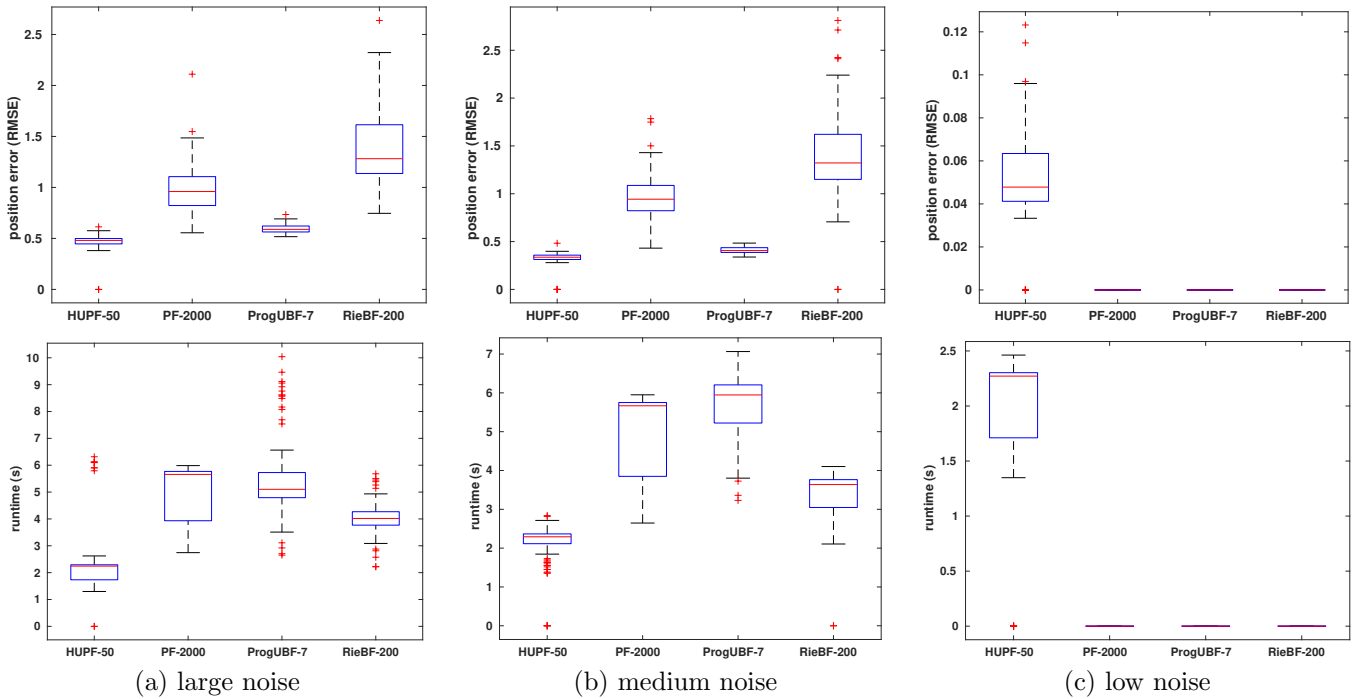 position error (RMSE)
2.5
2
1.5
1
0.5
0
HUPF-50 PF-2000 ProgUBF-7 RieBF-200
position error (RMSE)
2.5
2
1.5
1
0.5
0
HUPF-50 PF-2000 ProgUBF-7 RieBF-200
position error (RMSE)
0.12
0.1
0.08
0.06
0.04
0.02
0
HUPF-50 PF-2000 ProgUBF-7 RieBF-200
runtime (s)
10
9
8
7
6
5
4
3
2
1
0
HUPF-50 PF-2000 ProgUBF-7 RieBF-200
runtime (s)
7
6
5
4
3
2
1
0
HUPF-50 PF-2000 ProgUBF-7 RieBF-200
runtime (s)
2.5
2
1.5
1
0.5
0
HUPF-50 PF-2000 ProgUBF-7 RieBF-200
(a) large noise
(b) medium noise
(c) low noise